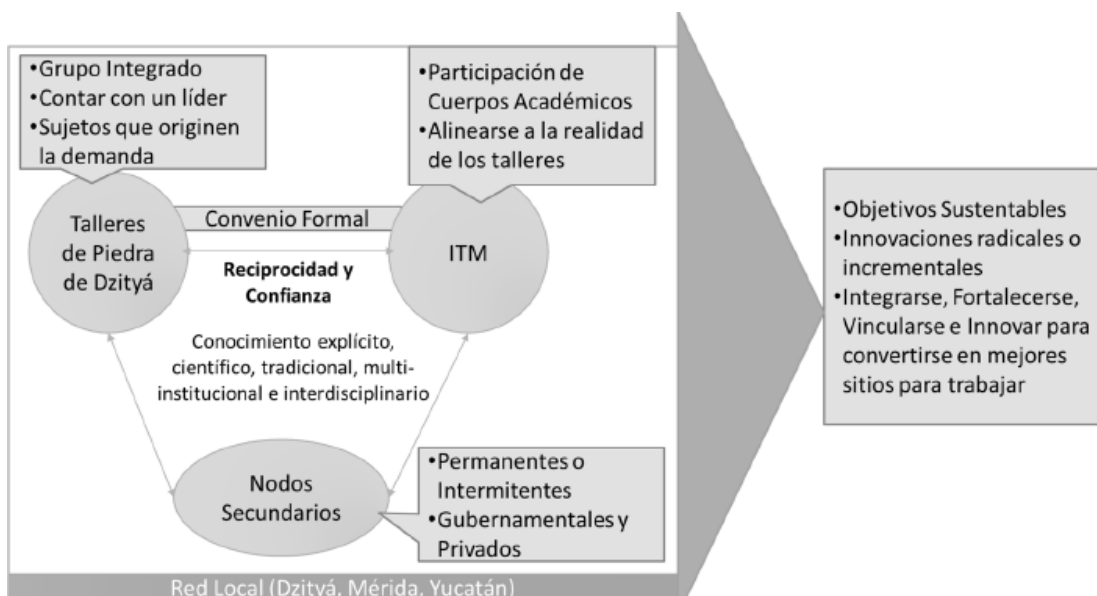 •Grupo Integrado
•Contar con un líder
•Sujetos que originen
la demanda
•Participación de
Cuerpos Académicos
•Alinearse a la realidad
de los talleres
Talleres
de Piedra
de Dzityá
Convenio Formal
ITM
Reciprocidad y
Confianza
Conocimiento explícito,
científico, tradicional, multi-
institucional e interdisciplinario
Nodos
Secundarios
•Permanentes o
Intermitentes
•Gubernamentales y
Privados
Red Local (Dzityá, Mérida, Yucatán)
•Objetivos Sustentables
•Innovaciones radicales o
incrementales
•Integrarse, Fortalecerse,
Vincularse e Innovar para
convertirse en mejores
sitios para trabajar